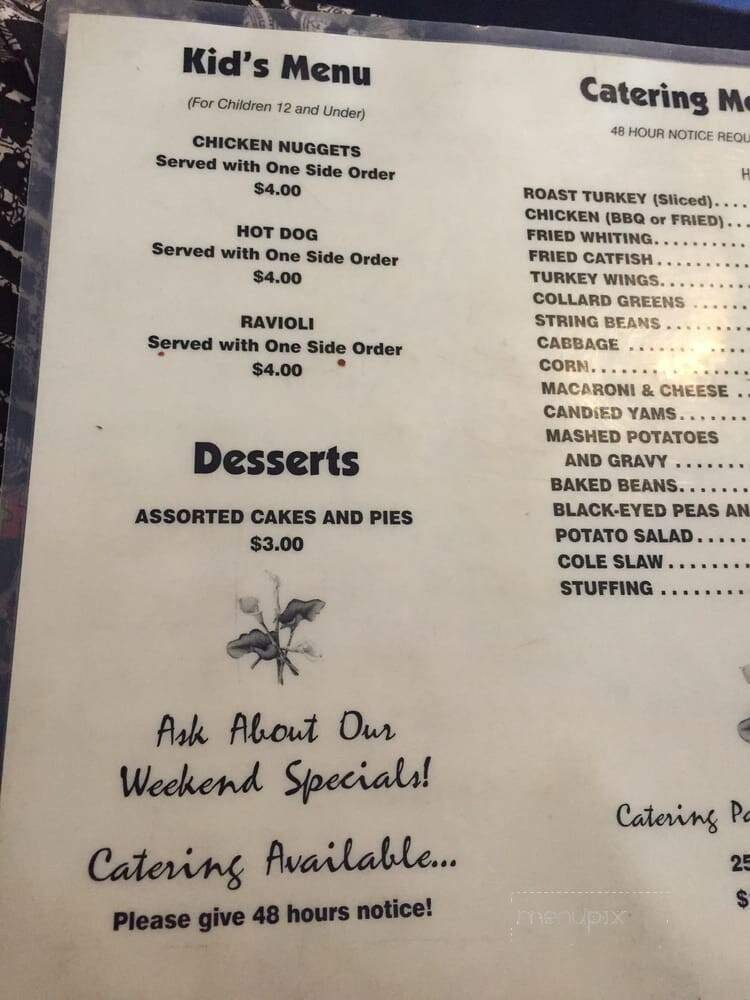 Kid's Menu
(For Children 12 and Under)
CHICKEN NUGGETS
Served with One Side Order
$4.00
HOT DOG
Served with One Side Order
$4.00
RAVIOLI
Served with One Side Order
$4.00
Desserts
ASSORTED CAKES AND PIES
$3.00
Ask About Our
Weekend Specials!
Catering Available...
Please give 48 hours notice!
Catering
48 HOUR NOTICE
ROAST TURKEY (Sliced)....
CHICKEN (BBQ or FRIED)...
FRIED WHITING..........
FRIED CATFISH..........
TURKEY WINGS.........
COLLARD GREENS.......
STRING BEANS.........
CABBAGE............
CORN...............
MACARONI & CHEESE..
CANDIED YAMS.......
MASHED POTATOES
AND GRAVY.......
BAKED BEANS.......
BLACK-EYED PEAS
POTATO SALAD.....
COLE SLAW........
STUFFING.........
Catering
25
menupix